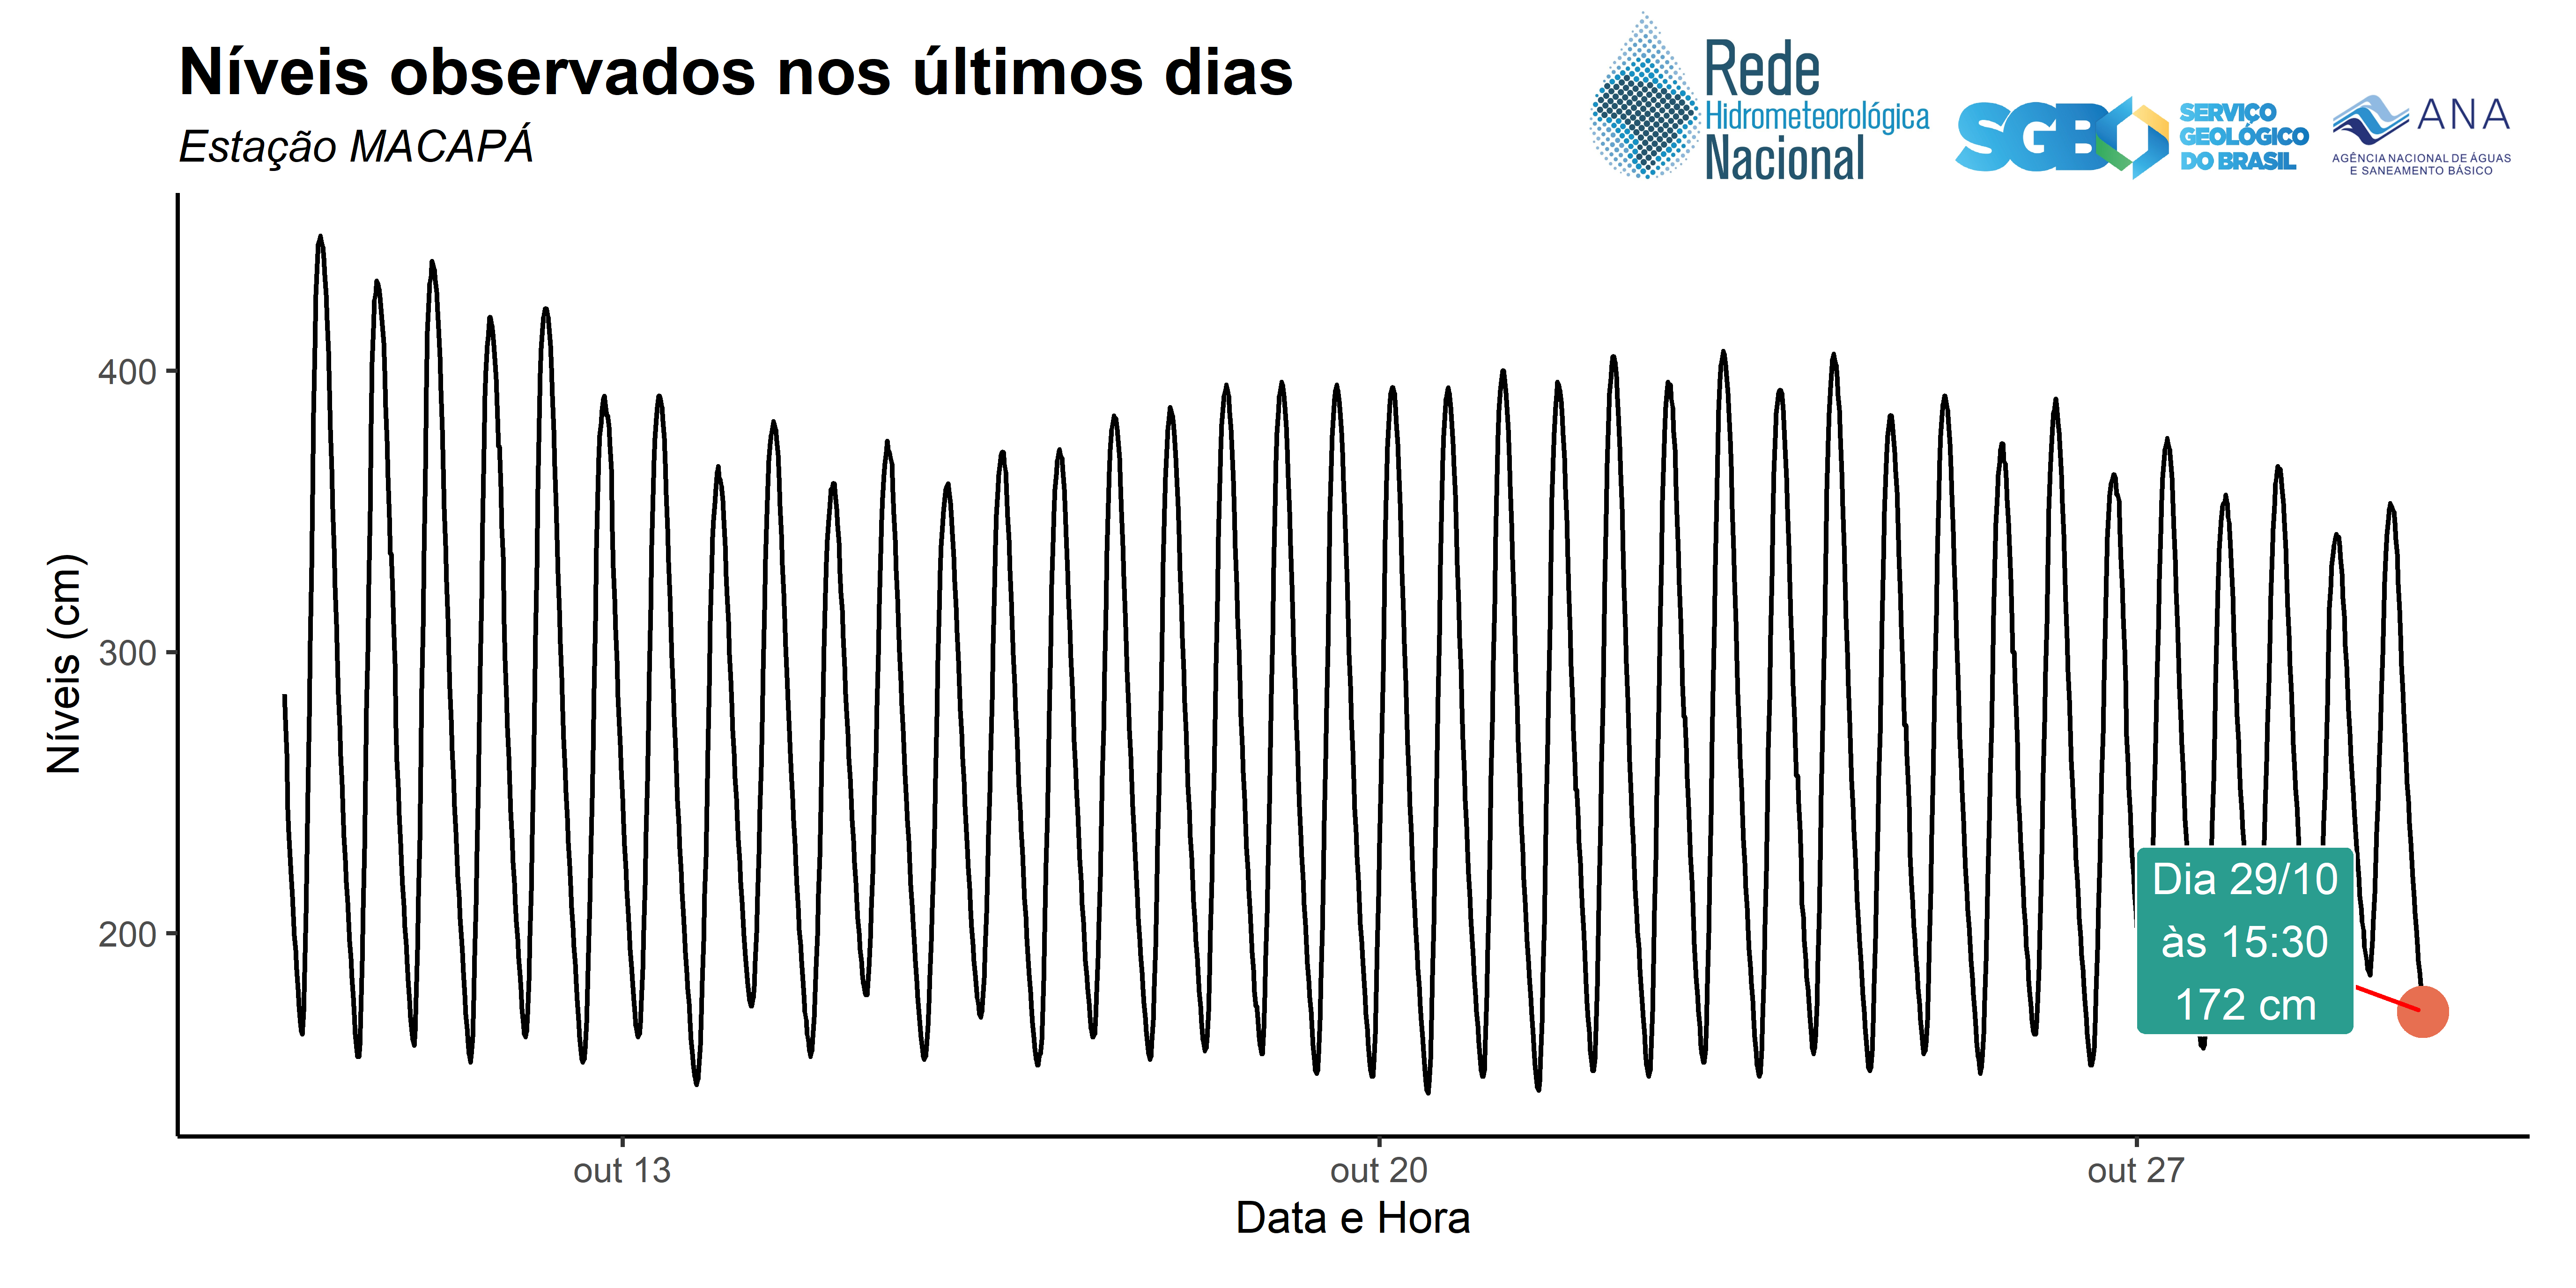 Níveis observados nos últimos dias
Estação MACAPÁ
Rede
Hidrometeorológica
Nacional
SGB
SERVIÇO
GEOLÓGICO
DO BRASIL
ANA
AGÊNCIA NACIONAL DE ÁGUAS
E SANEAMENTO BÁSICO
Níveis (cm)
400
300
200
Dia 29/10
às 15:30
172 cm
out 13
out 20
out 27
Data e Hora